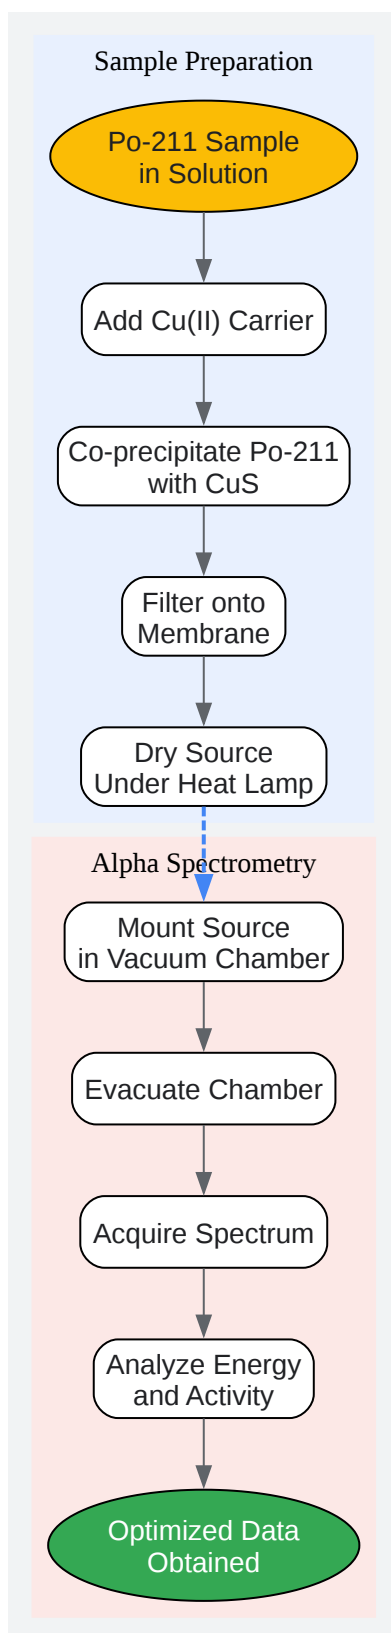 Sample Preparation
Po-211 Sample
in Solution
Add Cu(II) Carrier
Co-precipitate Po-211
with CuS
Filter onto
Membrane
Dry Source
Under Heat Lamp
Alpha Spectrometry
Mount Source
in Vacuum Chamber
Evacuate Chamber
Acquire Spectrum
Analyze Energy
and Activity
Optimized Data
Obtained